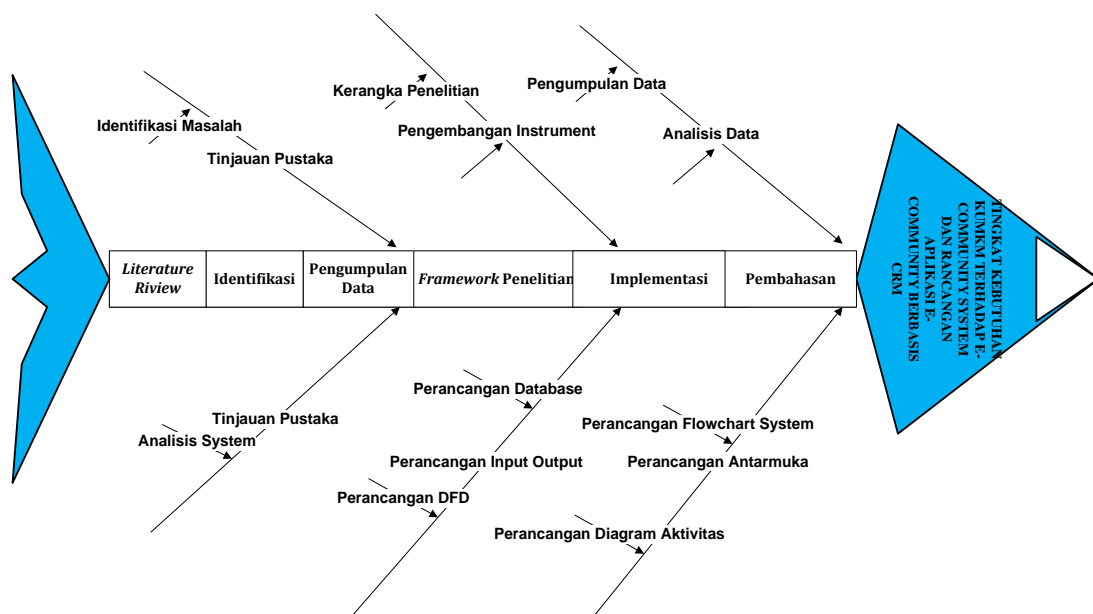 Kerangka Penelitian
Pengumpulan Data
Identifikasi Masalah
Pengembangan Instrument
Analisis Data
Tinjauan Pustaka
Literature
Riview
Identifikasi
Pengumpulan
Data
Framework Penelitian
Implementasi
Pembahasan
TINGKAT KEBUTUHAN
KUMKM TERHADAP E-
COMMUNITY SYSTEM
DAN RANCANGAN
APLIKASI E-
COMMUNITY BERBASIS
CRM
Perancangan Database
Tinjauan Pustaka
Perancangan Flowchart System
Analisis System
Perancangan Input Output
Perancangan Antarmuka
Perancangan DFD
Perancangan Diagram Aktivitas